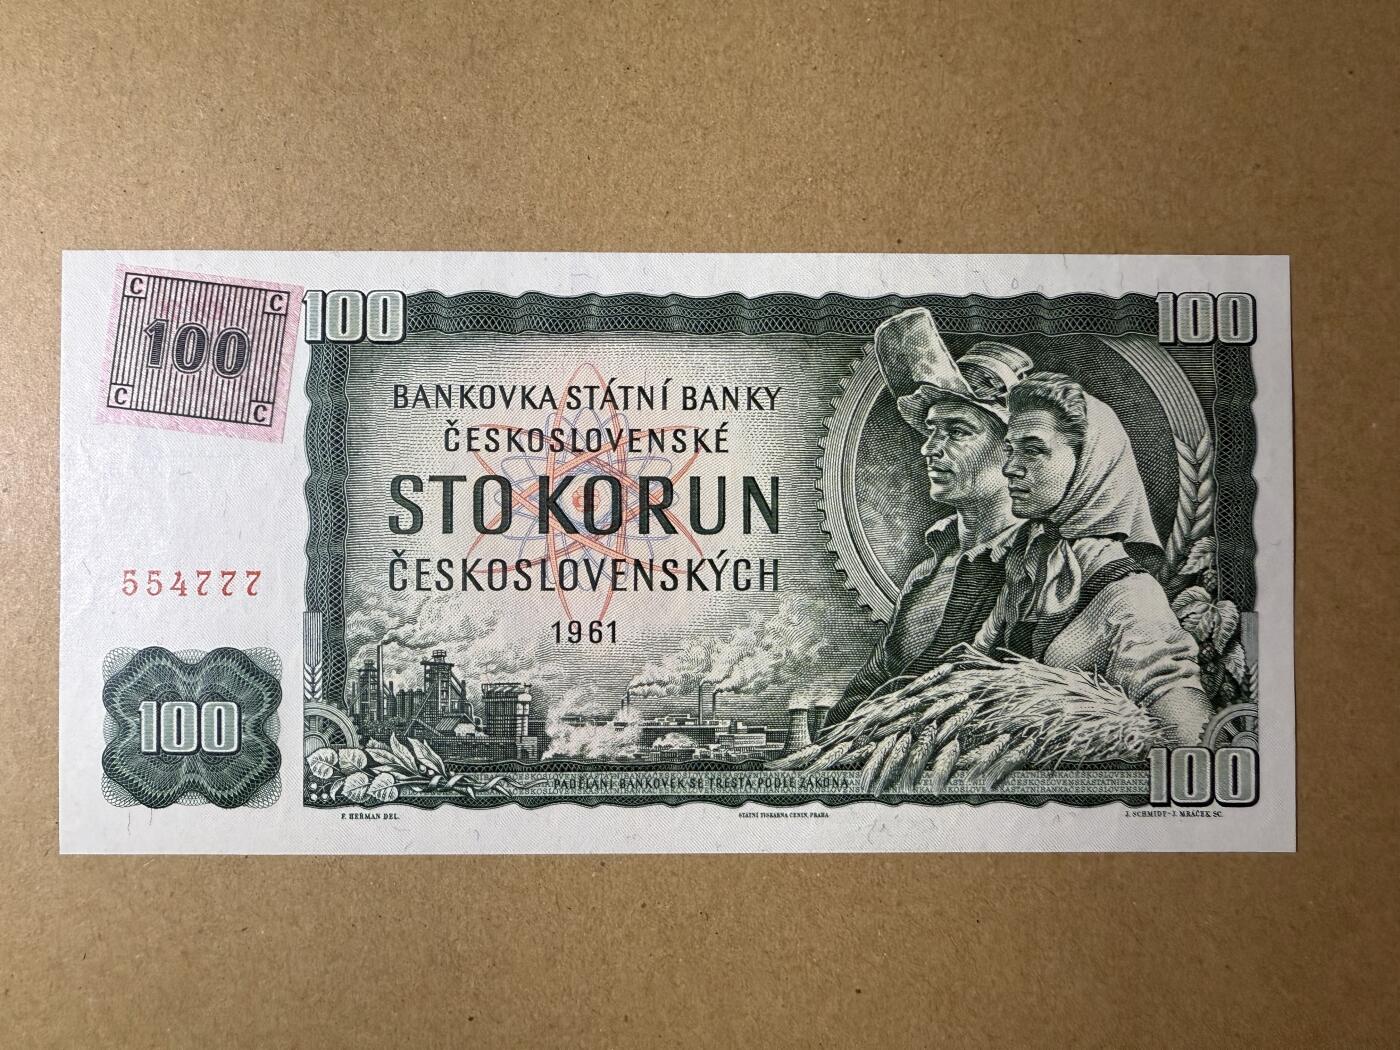 C C
100
C C
100
100
BANKOVKA STÁTNÍ BANKY
ČESKOSLOVENSKÉ
STO KORUN
ČESKOSLOVENSKÝCH
1961
554777
100
100
PADĚLÁNÍ BANKOVEK SE TRESTÁ PODLE ZÁKONA
F. HEŘMAN DEL.
STÁTNÍ TISKÁRNA CENIN, PRAHA
J. SCHMIDT - J. MRÁČEK SC.